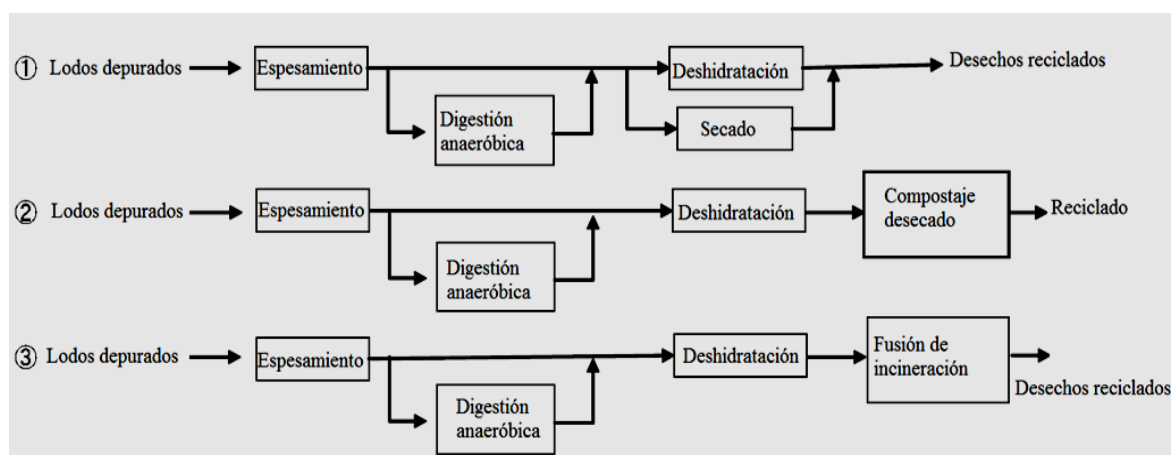 ① Lodos depurados
Espesamiento
Digestión
anaeróbica
Deshidratación
Secado
Desechos reciclados
② Lodos depurados
Espesamiento
Digestión
anaeróbica
Deshidratación
Compostaje
desecado
Reciclado
③ Lodos depurados
Espesamiento
Digestión
anaeróbica
Deshidratación
Fusión de
incineración
Desechos reciclados